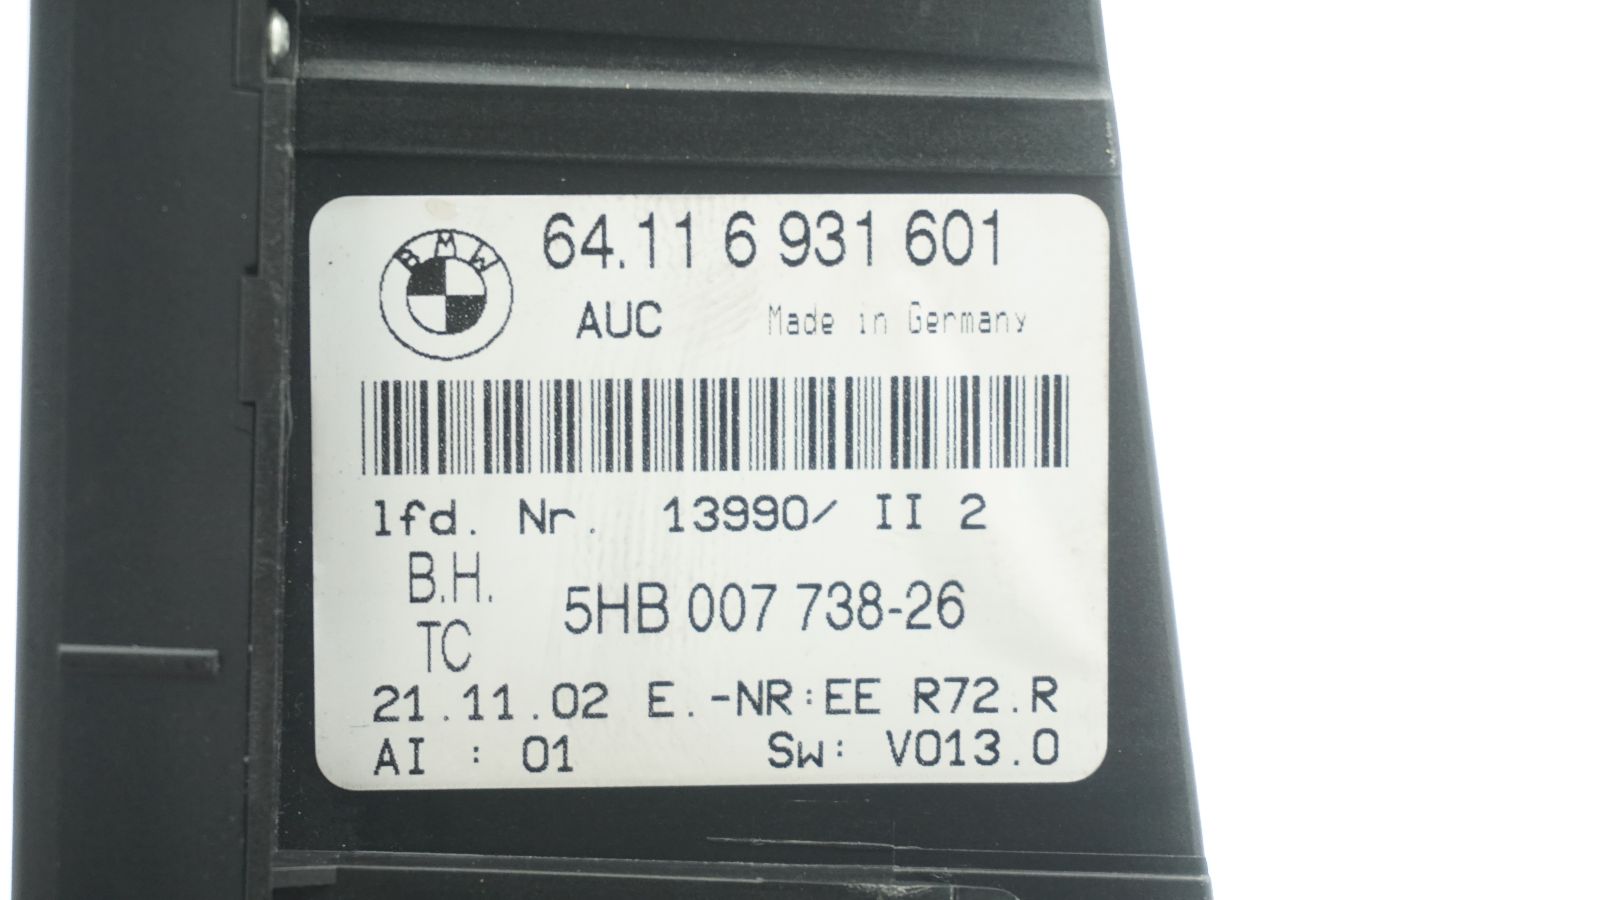 BMW
64.11 6 931 601
AUC Made in Germany
lfd. Nr. 13990/ II 2
B.H.
5HB 007 738-26
TC
21.11.02 E.-NR:EE R72.R
AI : 01 Sw: V013.0